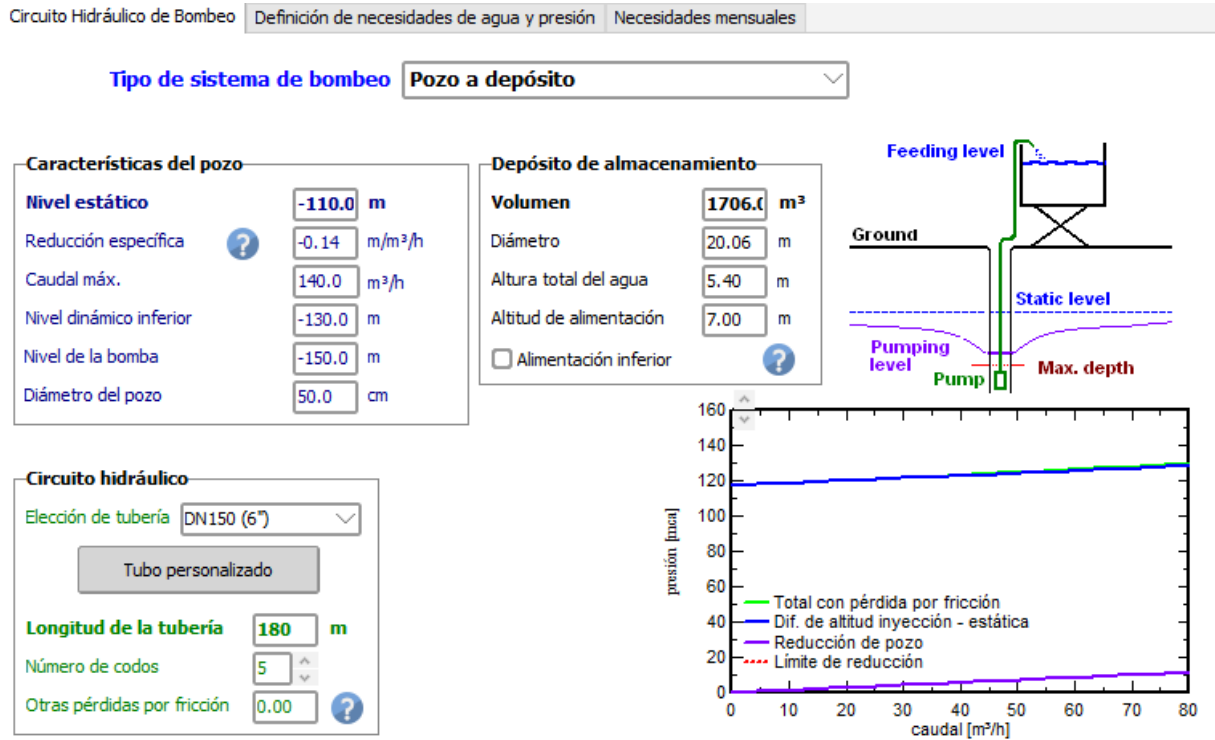 Circuito Hidráulico de Bombeo Definición de necesidades de agua y presión Necesidades mensuales
Tipo de sistema de bombeo Pozo a depósito
Características del pozo
Nivel estático -110.0 m
Reducción específica ? -0.14 m/m³/h
Caudal máx. 140.0 m³/h
Nivel dinámico inferior -130.0 m
Nivel de la bomba -150.0 m
Diámetro del pozo 50.0 cm
Depósito de almacenamiento
Volumen 1706.0 m³
Diámetro 20.06 m
Altura total del agua 5.40 m
Altitud de alimentación 7.00 m
Alimentación inferior ?
Feeding level
Ground
Static level
Pumping
level
Max. depth
Pump
Circuito hidráulico
Elección de tubería DN150 (6")
Tubo personalizado
Longitud de la tubería 180 m
Número de codos 5
Otras pérdidas por fricción 0.00 ?
presión [mca]
160
140
120
100
80
60
40
20
0
Total con pérdida por fricción
Dif. de altitud inyección - estática
Reducción de pozo
Límite de reducción
0 10 20 30 40 50 60 70 80
caudal [m³/h]